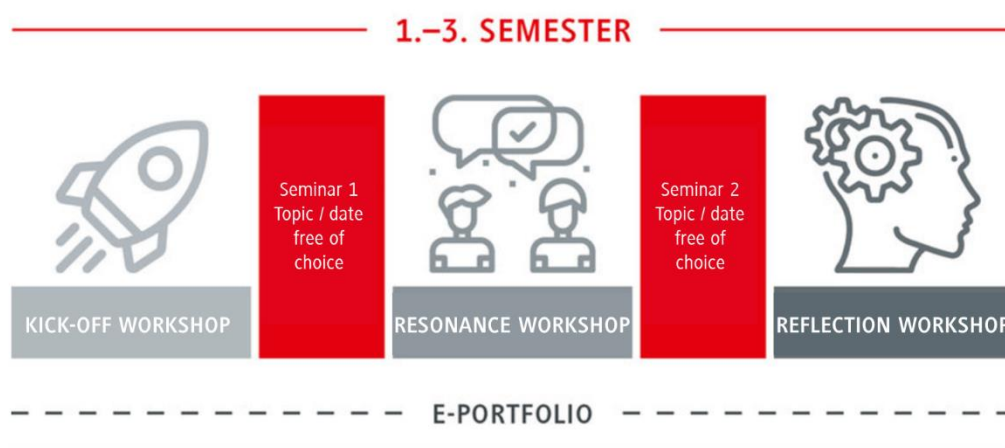 1.–3. SEMESTER
Seminar 1
Topic / date
free of
choice
Seminar 2
Topic / date
free of
choice
KICK-OFF WORKSHOP
RESONANCE WORKSHOP
REFLECTION WORKSHOP
E-PORTFOLIO